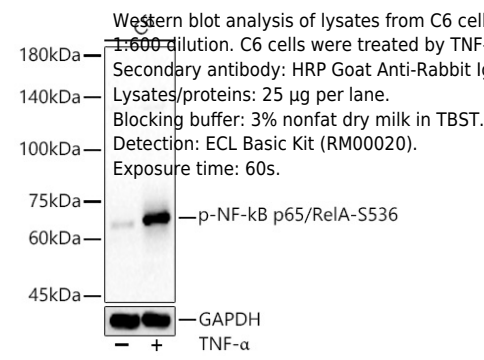 Western blot analysis of lysates from C6 cell
1:600 dilution. C6 cells were treated by TNF-
Secondary antibody: HRP Goat Anti-Rabbit Ig
Lysates/proteins: 25 µg per lane.
Blocking buffer: 3% nonfat dry milk in TBST.
Detection: ECL Basic Kit (RM00020).
Exposure time: 60s.
C6
180kDa
140kDa
100kDa
75kDa
p-NF-kB p65/RelA-S536
60kDa
45kDa
GAPDH
− + TNF-α